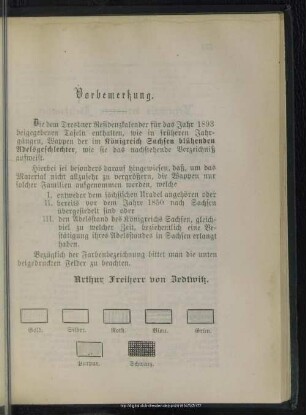 Vorbemerkung.
Die dem Dresdner Residenzkalender für das Jahr 1893
beigegebenen Tafeln enthalten, wie in früheren Jahr-
gängen, Wappen der im Königreich Sachsen blühenden
Adelsgeschlechter, wie sie das nachstehende Verzeichniß
aufweist.
Hierbei sei besonders darauf hingewiesen, daß, um das
Material nicht allzusehr zu vergrößern, die Wappen nur
solcher Familien aufgenommen werden, welche
I. entweder dem sächsischen Uradel angehören oder
II. bereits vor dem Jahre 1850 nach Sachsen
übergesiedelt sind oder
III. den Adelsstand des Königreichs Sachsen, gleich-
viel zu welcher Zeit, beziehentlich eine Be-
stätigung ihres Adelsstandes in Sachsen erlangt
haben.
Bezüglich der Farbenbezeichnung bittet man die unten
beigedruckten Felder zu beachten.
Arthur Freiherr von Zedtwitz.
Gold. Silber. Roth. Blau. Grün.
Purpur. Schwarz.